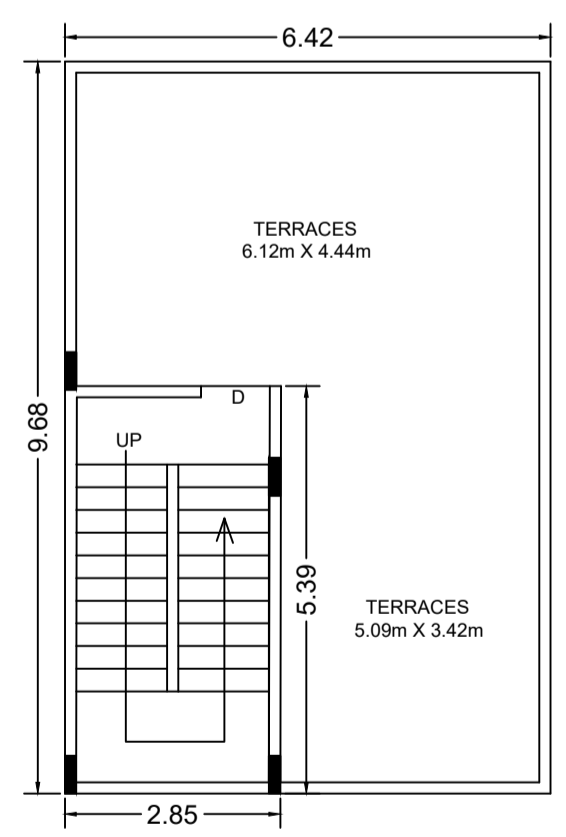 6.42
TERRACES
6.12m X 4.44m
D
UP
9.68
5.39
TERRACES
5.09m X 3.42m
2.85